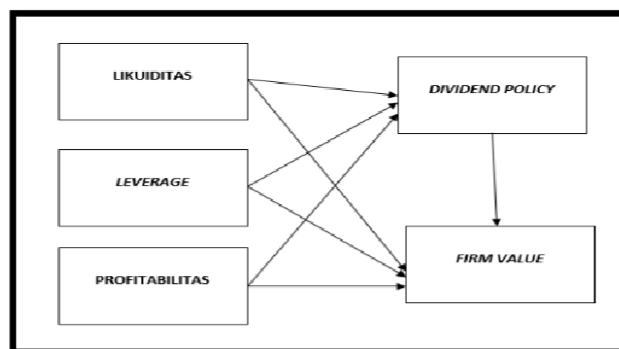 LIKUIDITAS
DIVIDEND POLICY
LEVERAGE
FIRM VALUE
PROFITABILITAS